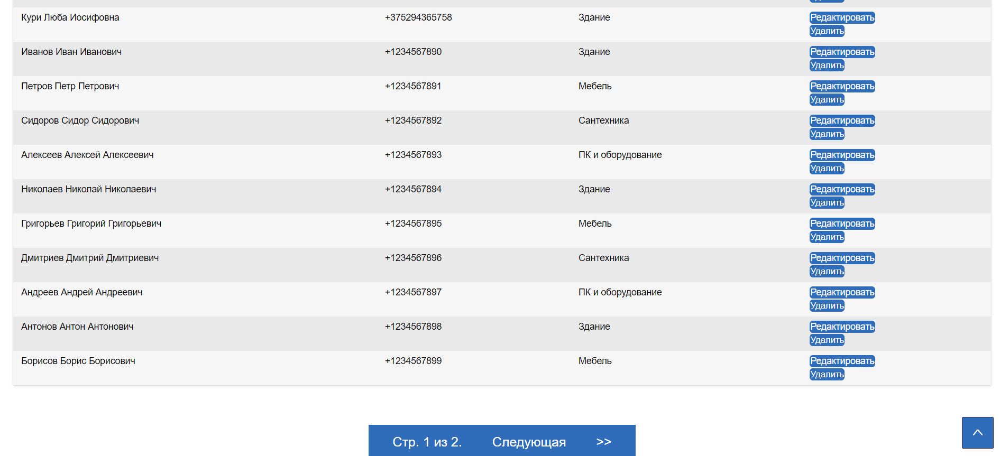 Удалить
Кури Люба Иосифовна +375294365758 Здание Редактировать
Удалить
Иванов Иван Иванович +1234567890 Здание Редактировать
Удалить
Петров Петр Петрович +1234567891 Мебель Редактировать
Удалить
Сидоров Сидор Сидорович +1234567892 Сантехника Редактировать
Удалить
Алексеев Алексей Алексеевич +1234567893 ПК и оборудование Редактировать
Удалить
Николаев Николай Николаевич +1234567894 Здание Редактировать
Удалить
Григорьев Григорий Григорьевич +1234567895 Мебель Редактировать
Удалить
Дмитриев Дмитрий Дмитриевич +1234567896 Сантехника Редактировать
Удалить
Андреев Андрей Андреевич +1234567897 ПК и оборудование Редактировать
Удалить
Антонов Антон Антонович +1234567898 Здание Редактировать
Удалить
Борисов Борис Борисович +1234567899 Мебель Редактировать
Удалить
Стр. 1 из 2. Следующая >>